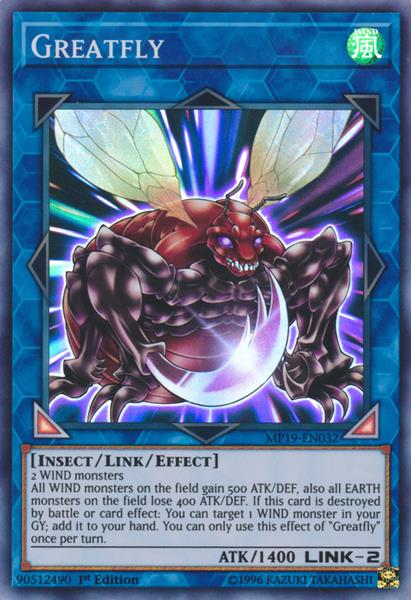 GREATFLY
WIND
風
MP19-EN032
[INSECT/LINK/EFFECT]
2 WIND monsters
All WIND monsters on the field gain 500 ATK/DEF, also all EARTH
monsters on the field lose 400 ATK/DEF. If this card is destroyed
by battle or card effect: You can target 1 WIND monster in your
GY; add it to your hand. You can only use this effect of "Greatfly"
once per turn.
ATK/1400 LINK-2
90512490 1st Edition ©1996 KAZUKI TAKAHASHI